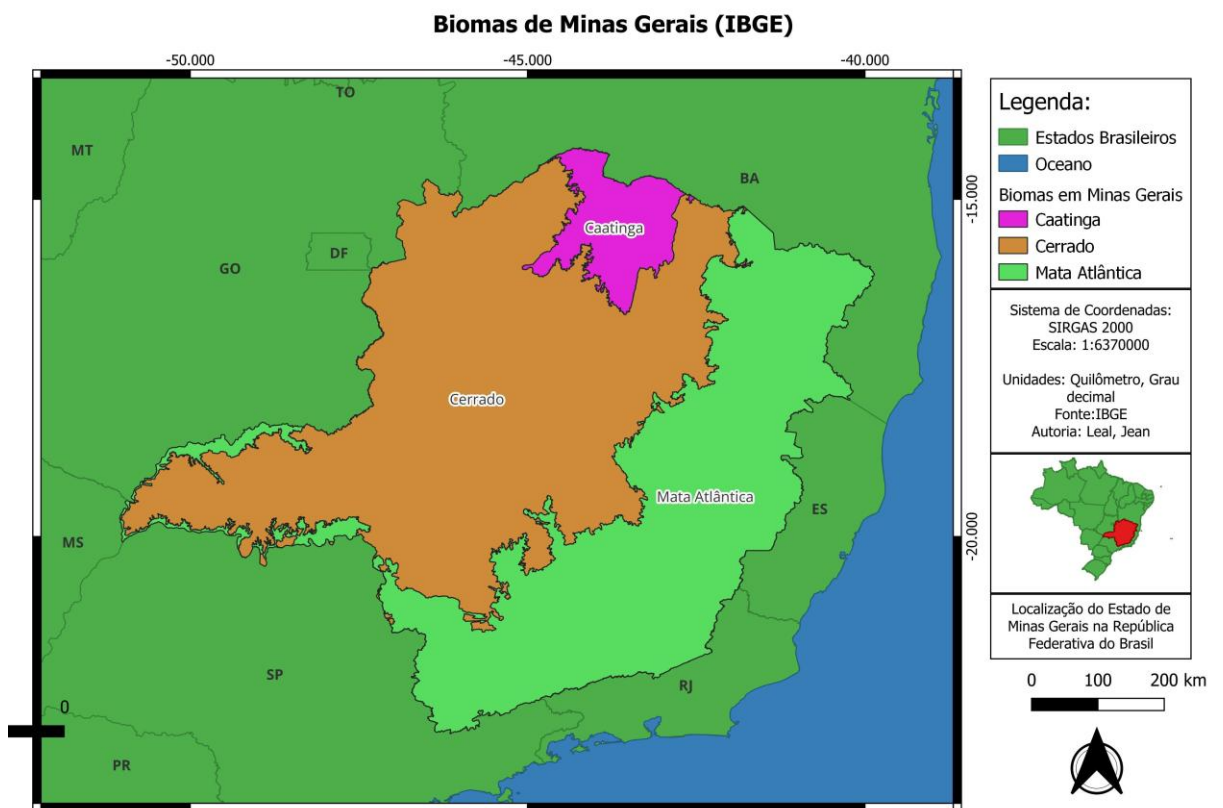 Biomas de Minas Gerais (IBGE)
-50.000
-45.000
-40.000
TO
MT
BA
-15.000
Caatinga
DF
GO
Cerrado
Mata Atlântica
ES
MS
-20.000
SP
RJ
0
PR
Legenda:
Estados Brasileiros
Oceano
Biomas em Minas Gerais
Caatinga
Cerrado
Mata Atlântica
Sistema de Coordenadas:
SIRGAS 2000
Escala: 1:6370000
Unidades: Quilômetro, Grau
decimal
Fonte:IBGE
Autoria: Leal, Jean
Localização do Estado de
Minas Gerais na República
Federativa do Brasil
0 100 200 km